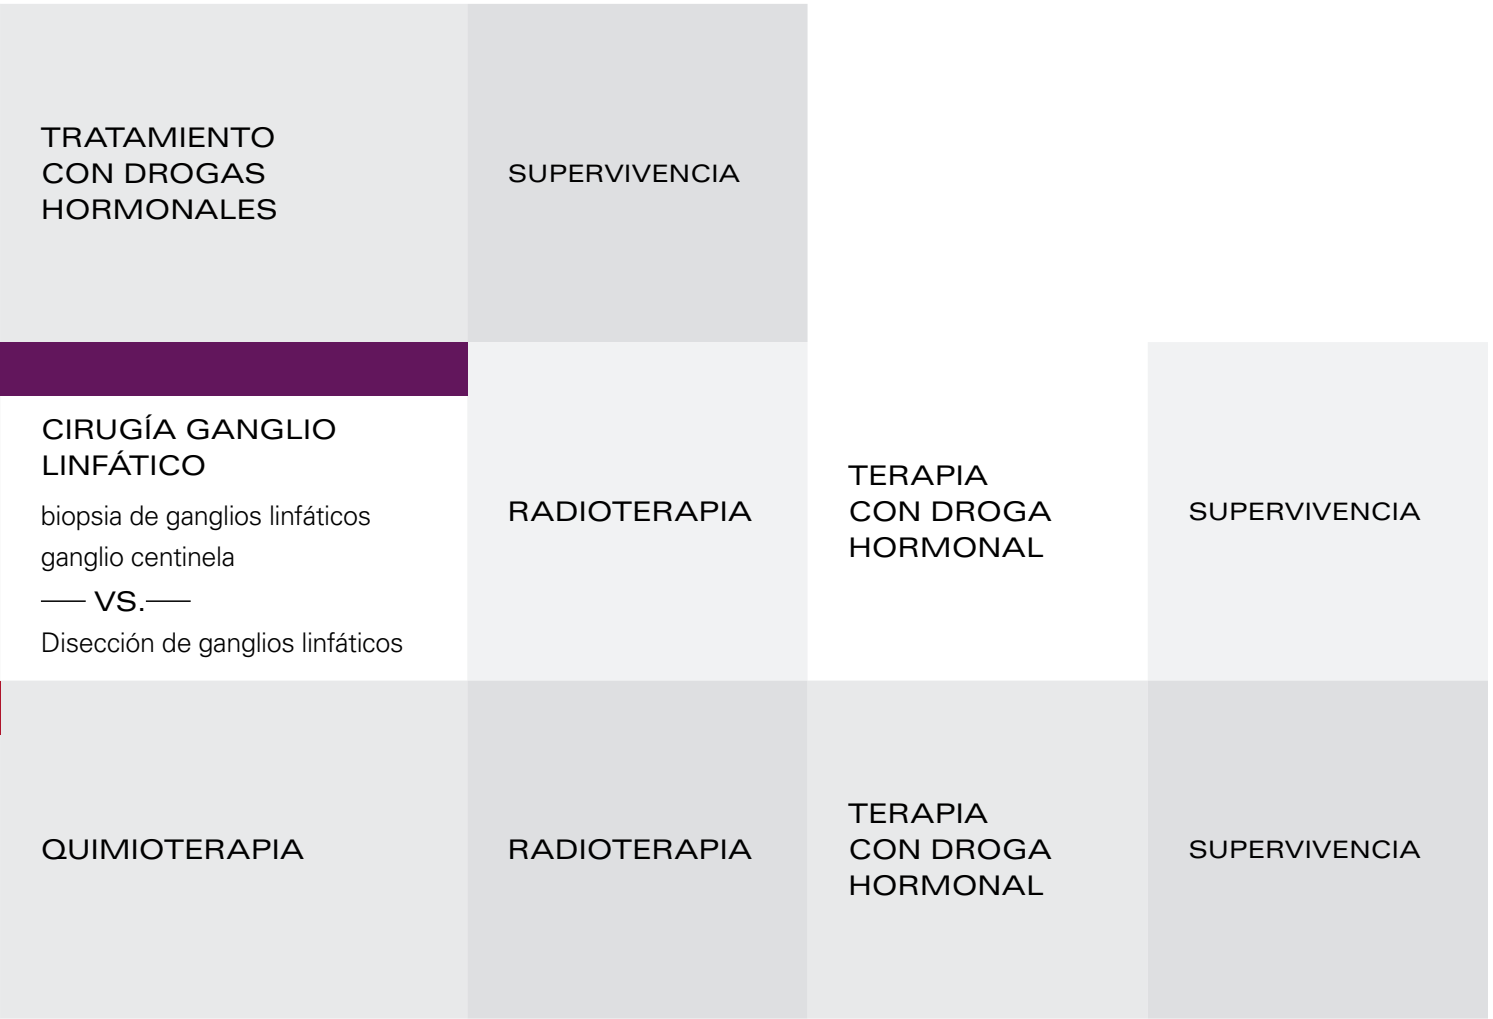 TRATAMIENTO
CON DROGAS
HORMONALES
SUPERVIVENCIA
CIRUGÍA GANGLIO
LINFÁTICO
biopsia de ganglios linfáticos
ganglio centinela
VS.
Disección de ganglios linfáticos
RADIOTERAPIA
TERAPIA
CON DROGA
HORMONAL
SUPERVIVENCIA
QUIMIOTERAPIA
RADIOTERAPIA
TERAPIA
CON DROGA
HORMONAL
SUPERVIVENCIA